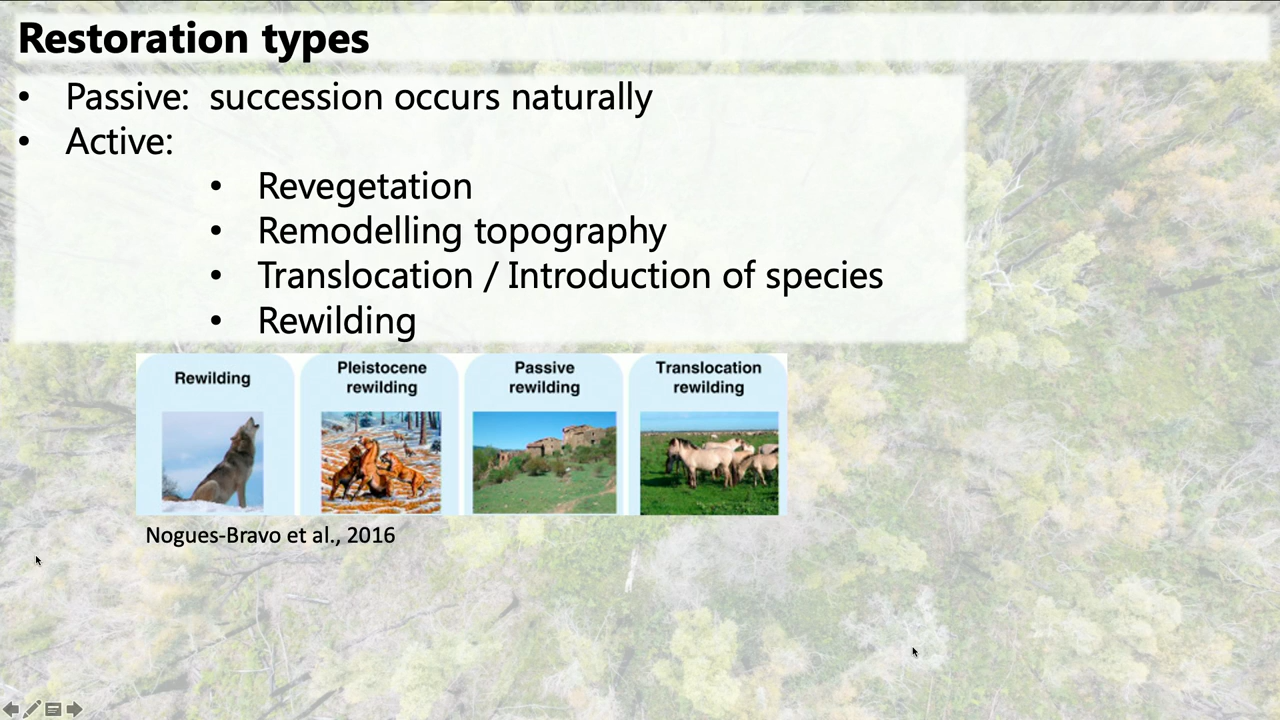 Restoration types
• Passive: succession occurs naturally
• Active:
• Revegetation
• Remodelling topography
• Translocation / Introduction of species
• Rewilding
Rewilding
Pleistocene
rewilding
Passive
rewilding
Translocation
rewilding
Nogues-Bravo et al., 2016